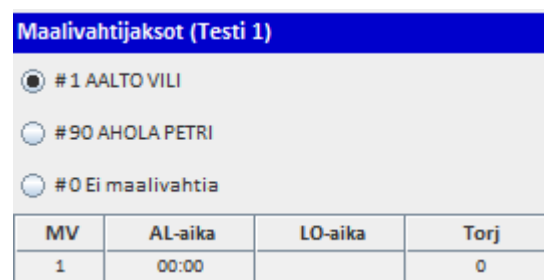 Maalivahtijaksot (Testi 1)
#1 AALTO VILI
#90 AHOLA PETRI
#0 Ei maalivahtia
MV AL-aika LO-aika Torj
1 00:00 0